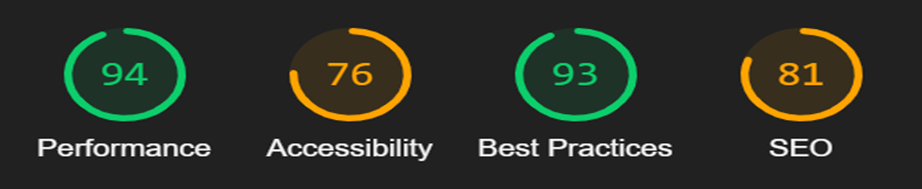 94 76 93 81
Performance Accessibility Best Practices SEO